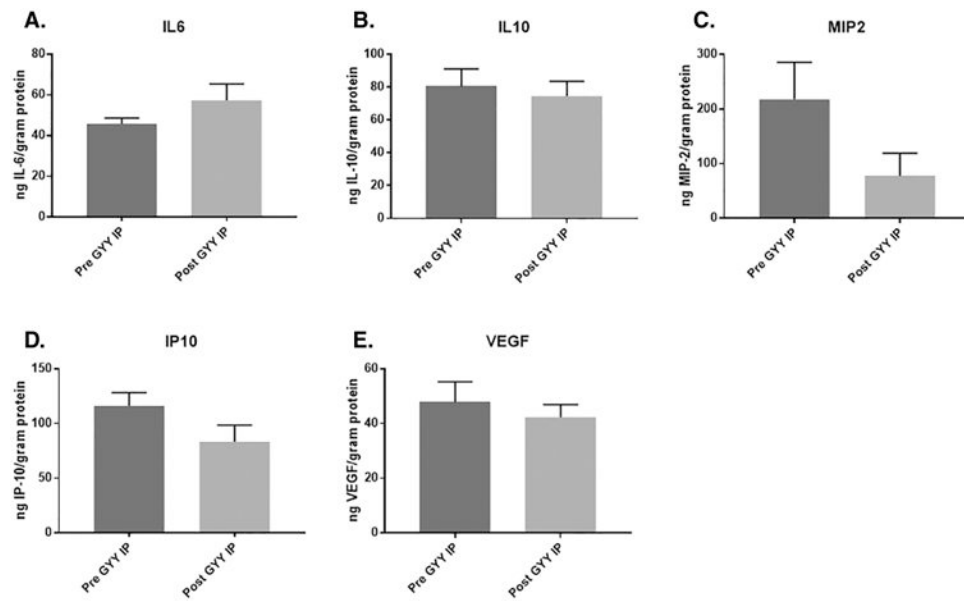 A.
IL6
ng IL-6/gram protein
80
60
40
20
0
Pre GYY IP
Post GYY IP
B.
IL10
ng IL-10/gram protein
100
80
60
40
20
0
Pre GYY IP
Post GYY IP
C.
MIP2
ng MIP-2/gram protein
300
200
100
0
Pre GYY IP
Post GYY IP
D.
IP10
ng IP-10/gram protein
150
100
50
0
Pre GYY IP
Post GYY IP
E.
VEGF
ng VEGF/gram protein
60
40
20
0
Pre GYY IP
Post GYY IP